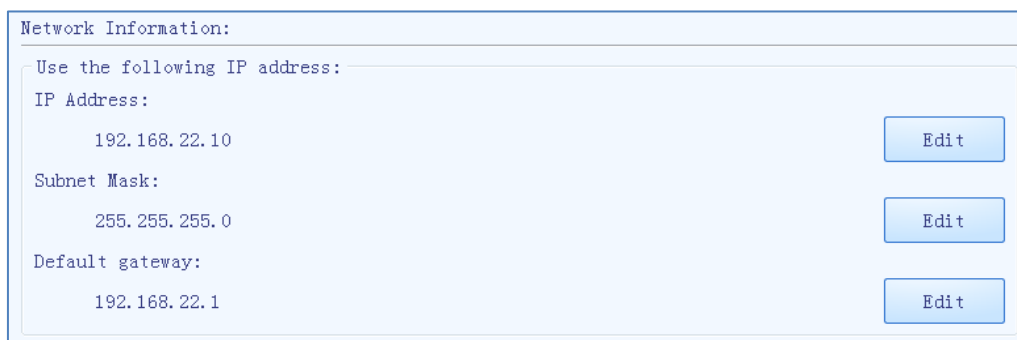 Network Information:
Use the following IP address:
IP Address:
192.168.22.10
Edit
Subnet Mask:
255.255.255.0
Edit
Default gateway:
192.168.22.1
Edit